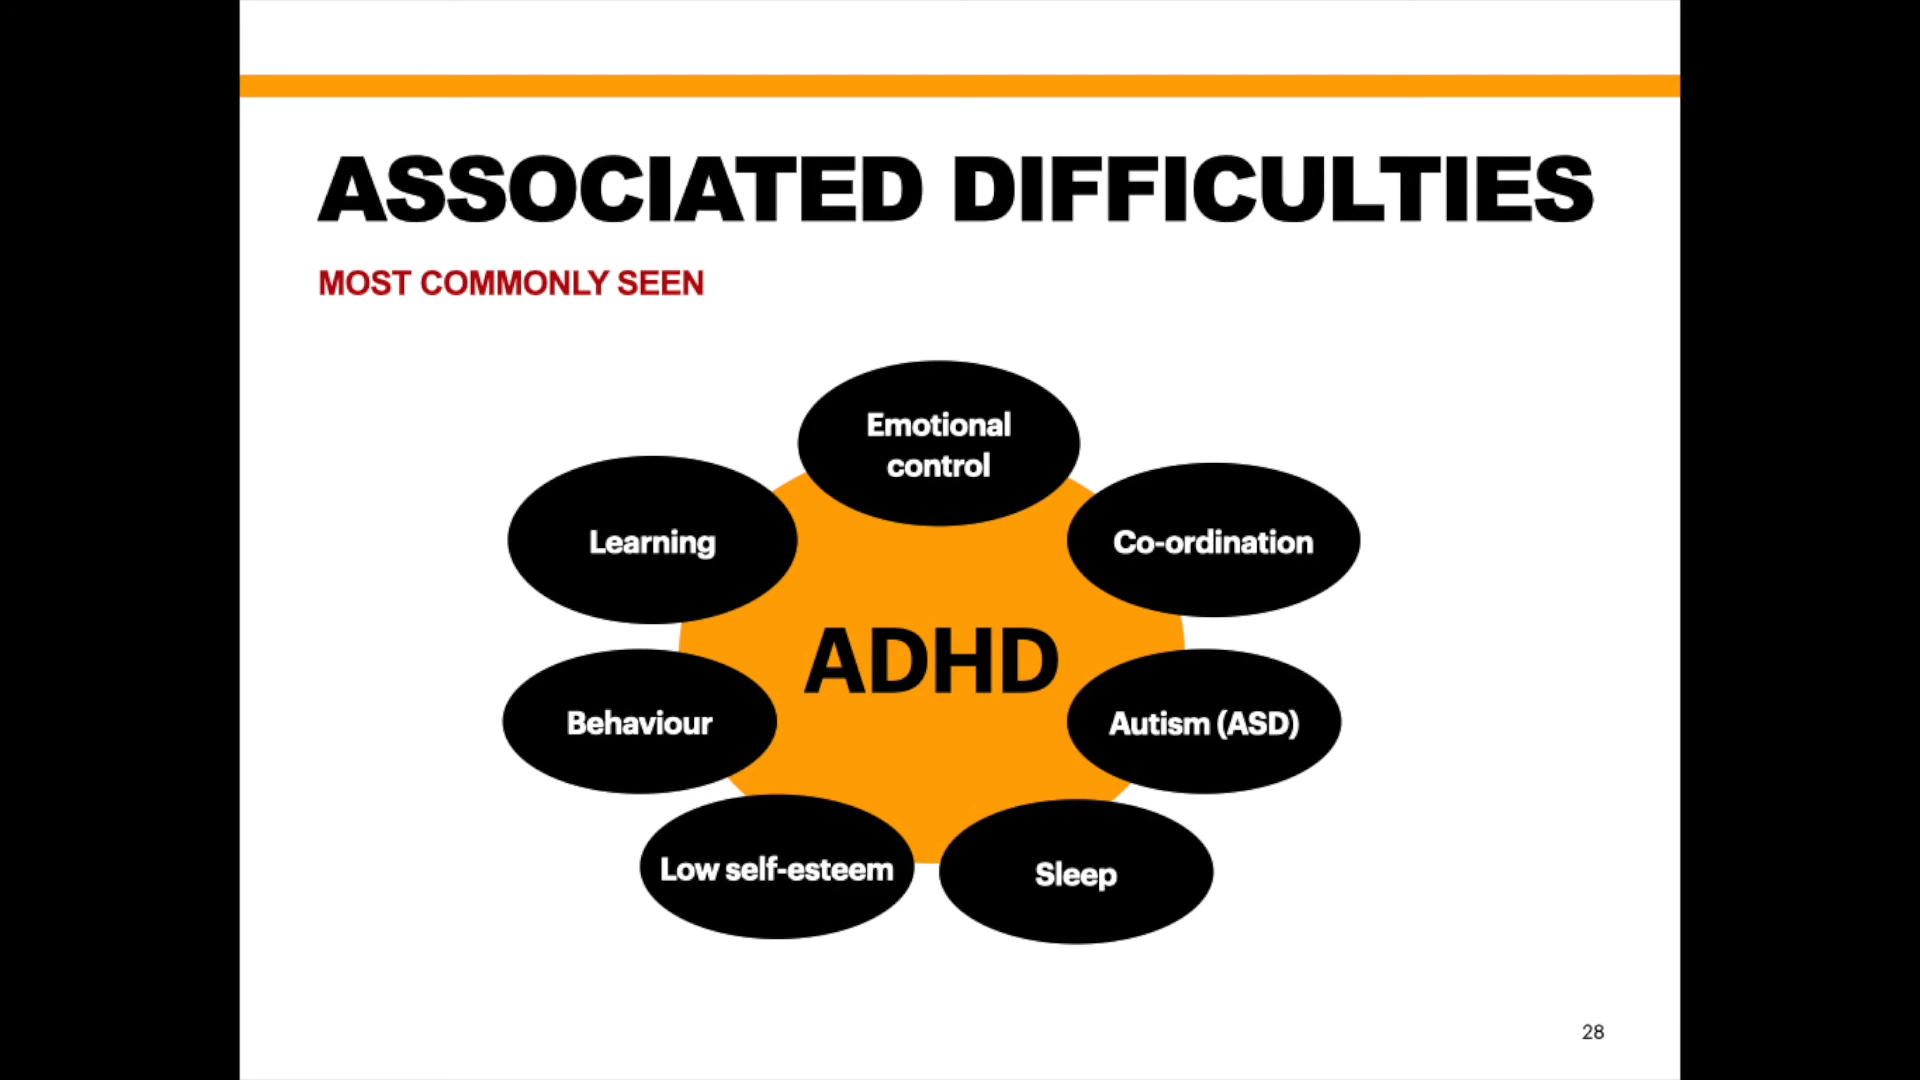 ASSOCIATED DIFFICULTIES
MOST COMMONLY SEEN
Emotional
control
Learning
Co-ordination
ADHD
Behaviour
Autism (ASD)
Low self-esteem
Sleep
28